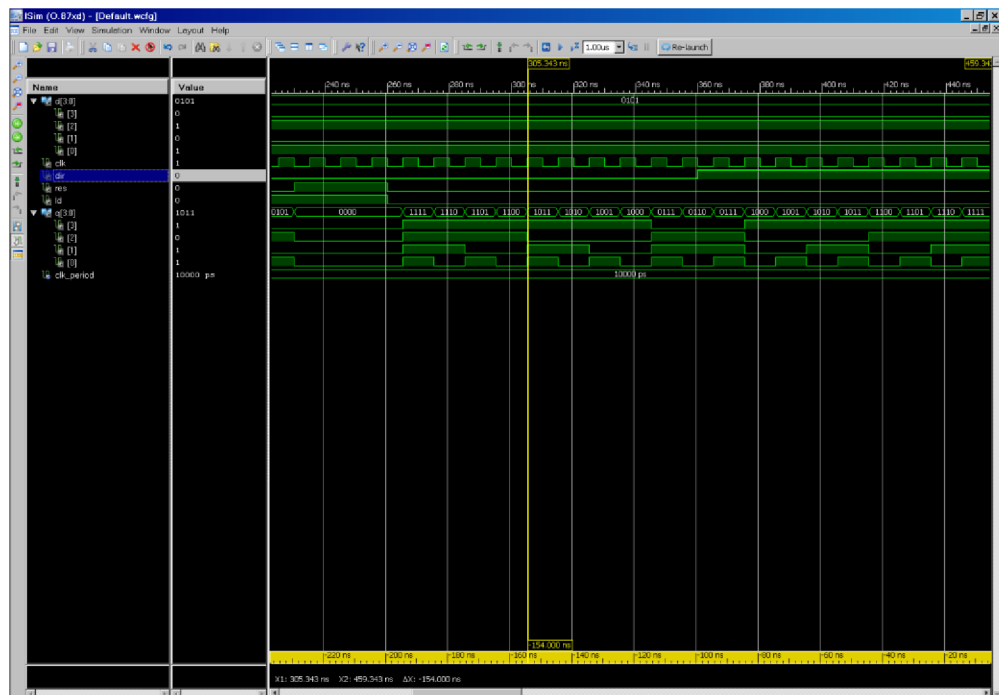 ISim (O.87xd) - [Default.wcfg]
File Edit View Simulation Window Layout Help
1.00us Re-launch
305.343 ns 459.34
Name Value
240 ns 260 ns 280 ns 300 ns 320 ns 340 ns 360 ns 380 ns 400 ns 420 ns 440 ns
d[3:0] 0101 0101
[3] 0
[2] 1
[1] 0
[0] 1
clk 1
dir 0
res 0
ld 0
q[3:0] 1011 0101 0000 1111 1110 1101 1100 1011 1010 1001 1000 0111 0110 0111 1000 1001 1010 1011 1100 1101 1110 1111
[3] 1
[2] 0
[1] 1
[0] 1
clk_period 10000 ps 10000 ps
-154.000 ns
-220 ns -200 ns -180 ns -160 ns -140 ns -120 ns -100 ns -80 ns -60 ns -40 ns -20 ns
X1: 305.343 ns X2: 459.343 ns ΔX: -154.000 ns